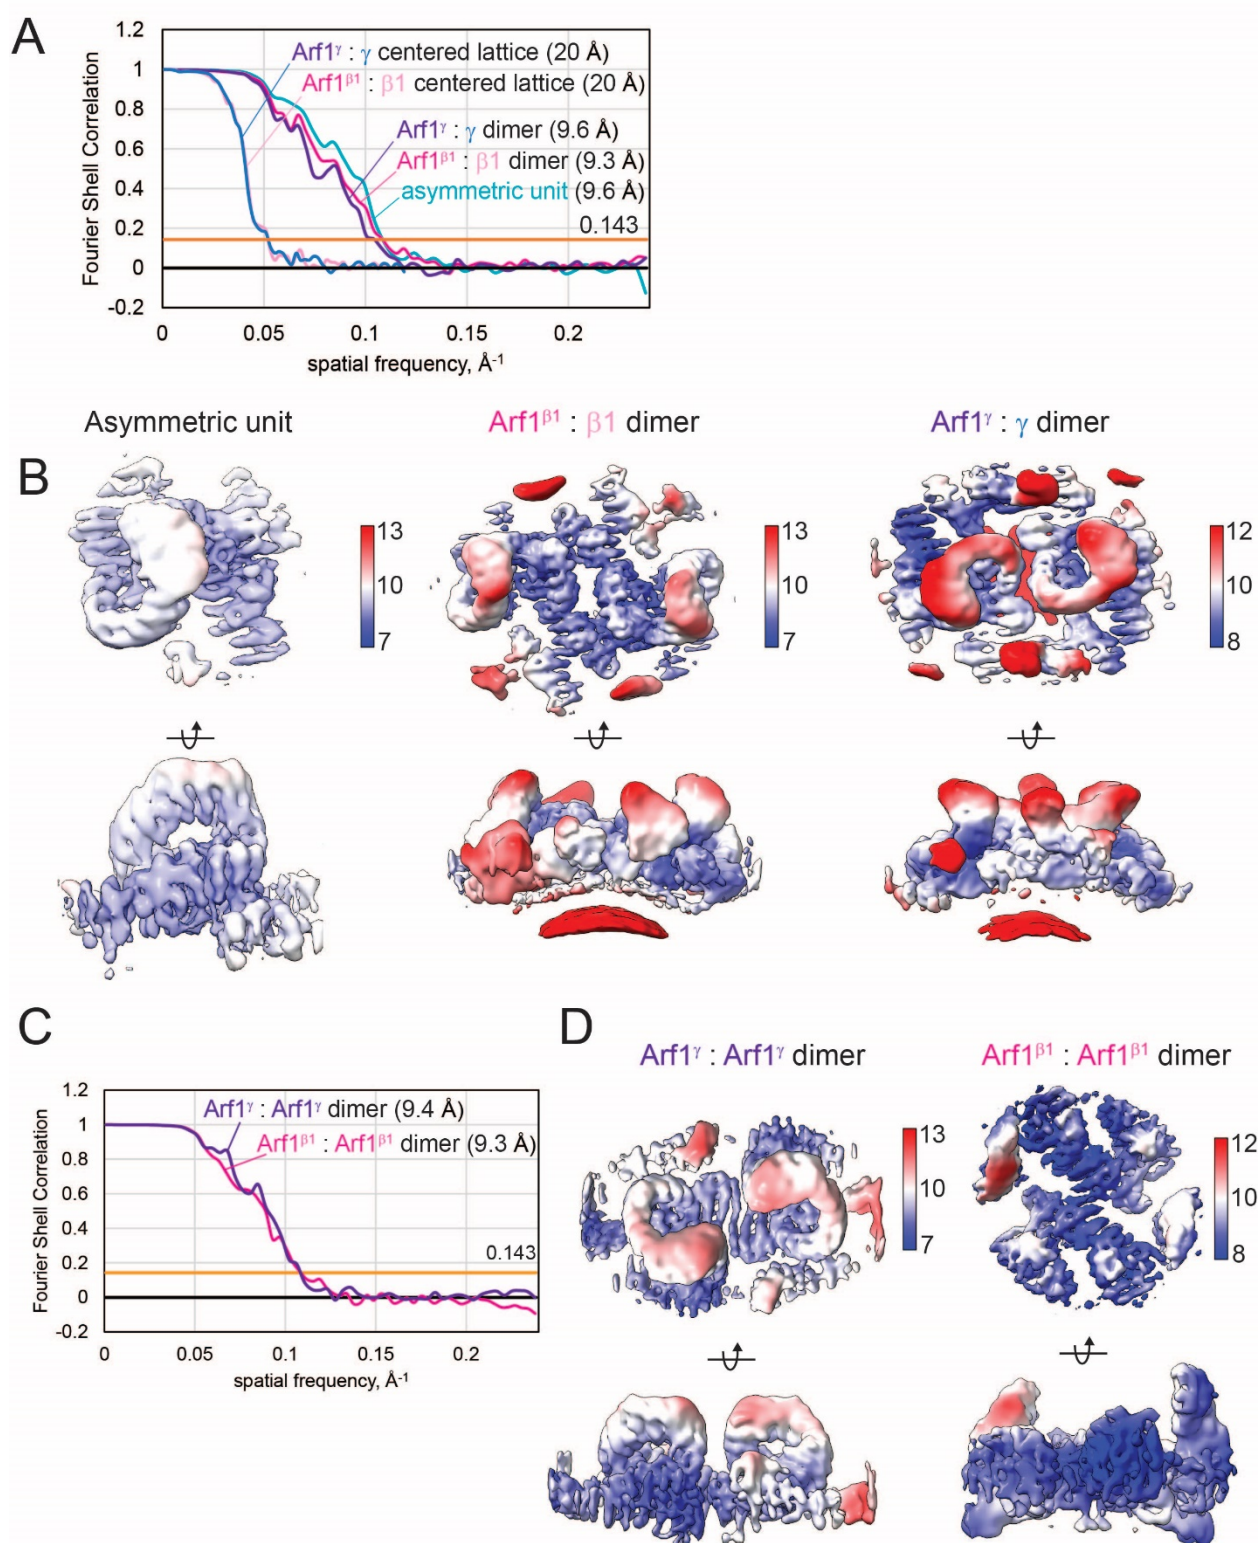 A
Fourier Shell Correlation
1.2
1
0.8
0.6
0.4
0.2
0
-0.2
Arf1ᵞ : γ centered lattice (20 Å)
Arf1ᵝ¹ : β1 centered lattice (20 Å)
Arf1ᵞ : γ dimer (9.6 Å)
Arf1ᵝ¹ : β1 dimer (9.3 Å)
asymmetric unit (9.6 Å)
0.143
0 0.05 0.1 0.15 0.2
spatial frequency, Å⁻¹
B
Asymmetric unit
Arf1ᵝ¹ : β1 dimer
Arf1ᵞ : γ dimer
13
10
7
13
10
7
12
10
8
C
Fourier Shell Correlation
1.2
1
0.8
0.6
0.4
0.2
0
-0.2
Arf1ᵞ : Arf1ᵞ dimer (9.4 Å)
Arf1ᵝ¹ : Arf1ᵝ¹ dimer (9.3 Å)
0.143
0 0.05 0.1 0.15 0.2
spatial frequency, Å⁻¹
D
Arf1ᵞ : Arf1ᵞ dimer
Arf1ᵝ¹ : Arf1ᵝ¹ dimer
13
10
7
12
10
8